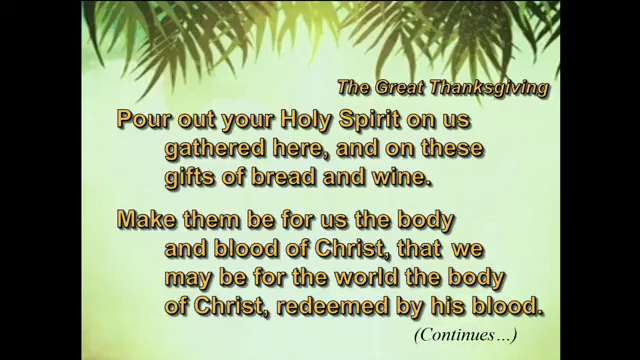 The Great Thanksgiving
Pour out your Holy Spirit on us
gathered here, and on these
gifts of bread and wine.
Make them be for us the body
and blood of Christ, that we
may be for the world the body
of Christ, redeemed by his blood.
(Continues…)